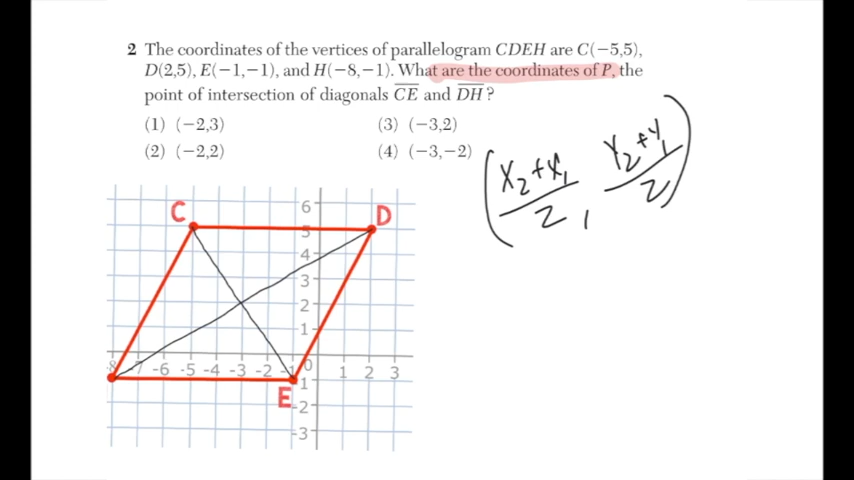 2 The coordinates of the vertices of parallelogram CDEH are C(−5,5),
D(2,5), E(−1,−1), and H(−8,−1). What are the coordinates of P, the
point of intersection of diagonals CE and DH?
(1) (−2,3) (3) (−3,2)
(2) (−2,2) (4) (−3,−2)
(x₂+x₁/2, y₂+y₁/2)
C
D
E
6
5
4
3
2
1
-8 -7 -6 -5 -4 -3 -2 -1 0 1 2 3
-1
-2
-3